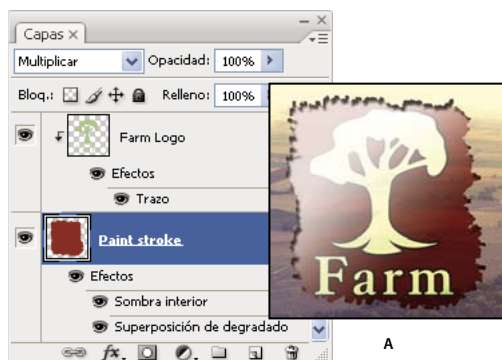 Capas ×
Multiplicar Opacidad: 100%
Bloq.: Relleno: 100%
Farm Logo
Efectos
Trazo
Paint stroke
Efectos
Sombra interior
Superposición de degradado
Farm
A